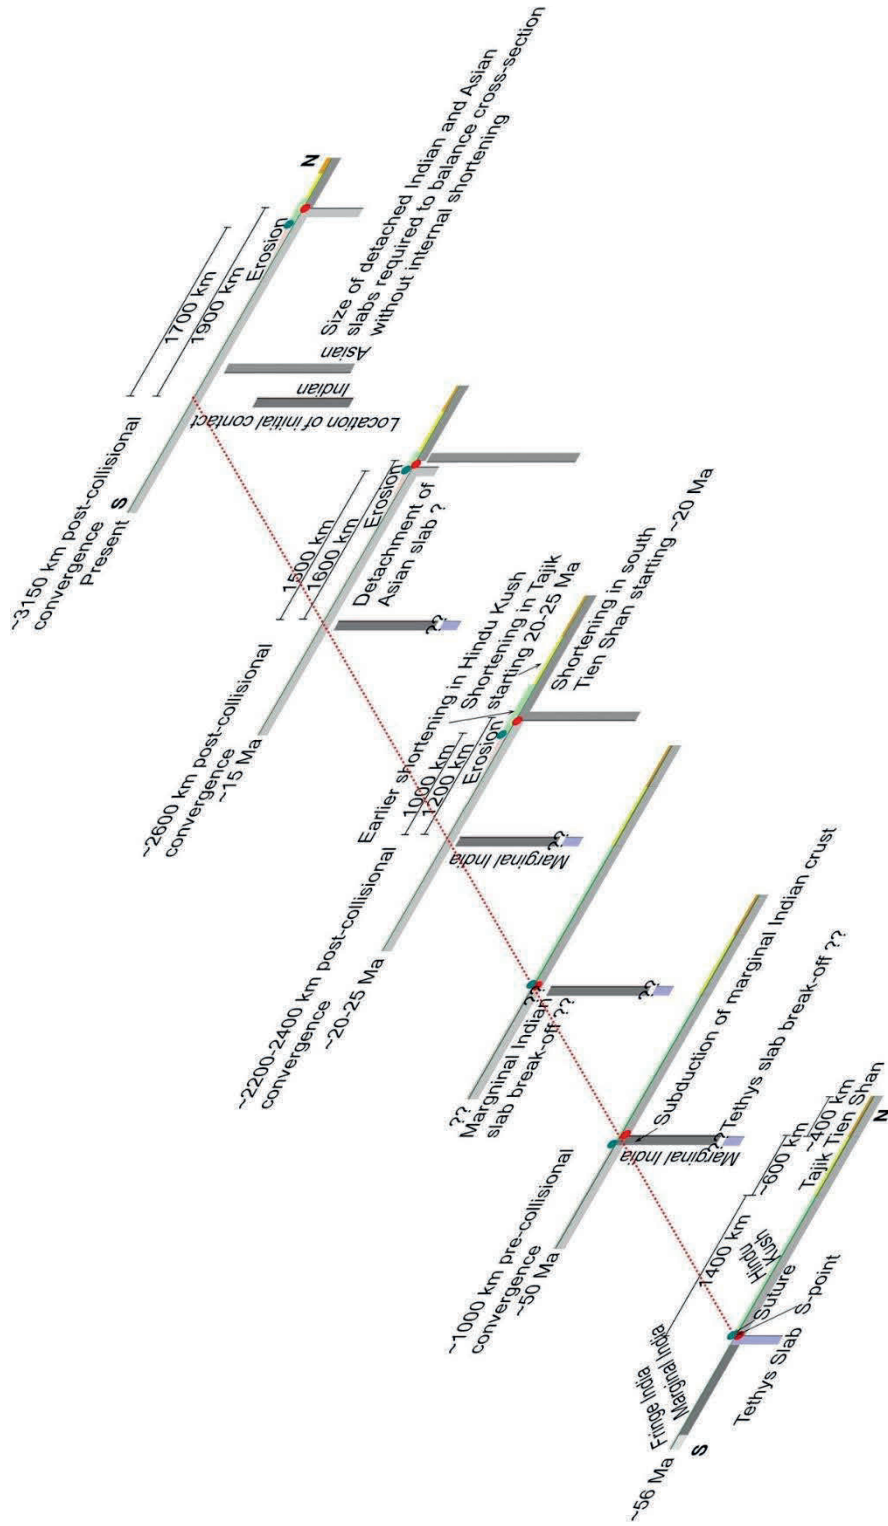 ~3150 km post-collisional
convergence
Present
S
N
1700 km
1900 km
Erosion
Size of detached Indian and Asian
slabs required to balance cross-section
without internal shortening
Asian
Indian
Location of initial contact
~2600 km post-collisional
convergence
~15 Ma
1500 km
1600 km
Erosion
Detachment of
Asian slab ?
??
~2200-2400 km post-collisional
convergence
~20-25 Ma
Earlier shortening in Hindu Kush
Shortening in Tajik
starting 20-25 Ma
1000 km
1200 km
Erosion
Shortening in south
Tien Shan starting ~20 Ma
Marginal India
??
??
??
Margninal Indian
slab break-off ??
??
~1000 km pre-collisional
convergence
~50 Ma
Subduction of marginal Indian crust
Marginal India
??
Tethys slab break-off ??
~56 Ma
S
Fringe India
Marginal India
1400 km
~600 km
~400 km
Hindu
Kush
Tajik
Tien Shan
N
Suture
S-point
Tethys Slab